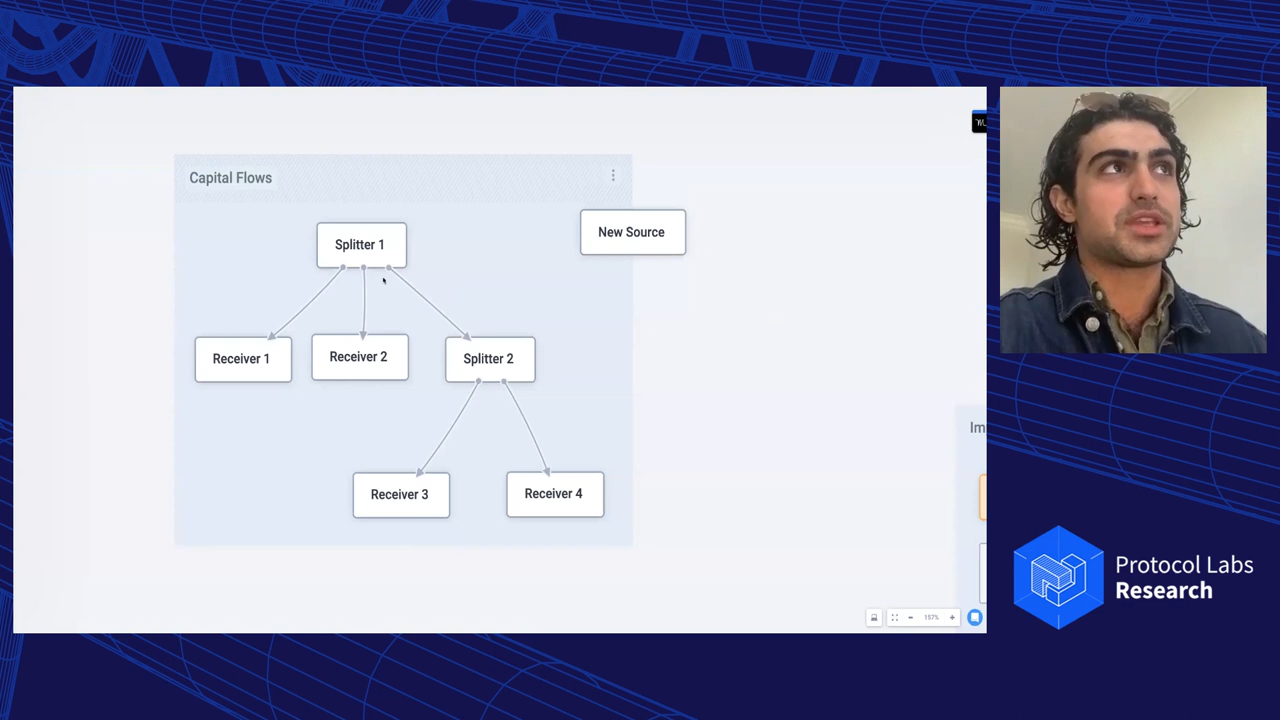 Capital Flows
Splitter 1
New Source
Receiver 1
Receiver 2
Splitter 2
Receiver 3
Receiver 4
157%
Protocol Labs
Research